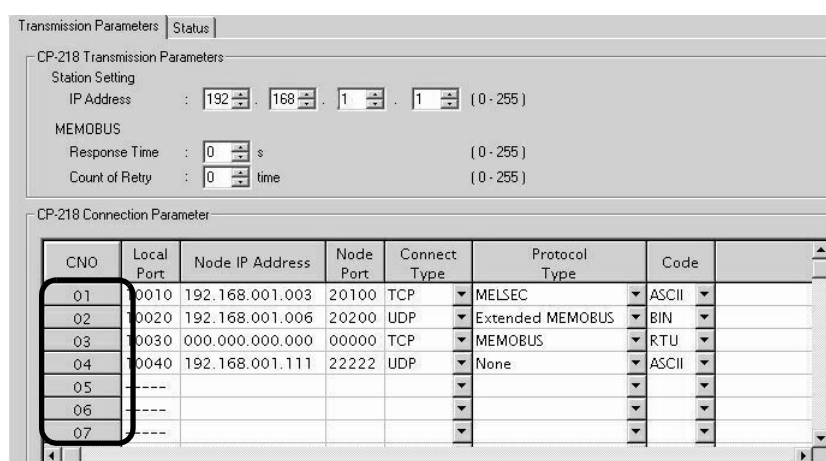 Transmission Parameters Status
CP-218 Transmission Parameters
Station Setting
IP Address : 192 . 168 . 1 . 1 ( 0 - 255 )
MEMOBUS
Response Time : 0 s ( 0 - 255 )
Count of Retry : 0 time ( 0 - 255 )
CP-218 Connection Parameter
CNO Local Port Node IP Address Node Port Connect Type Protocol Type Code
01 10010 192.168.001.003 20100 TCP MELSEC ASCII
02 10020 192.168.001.006 20200 UDP Extended MEMOBUS BIN
03 10030 000.000.000.000 00000 TCP MEMOBUS RTU
04 10040 192.168.001.111 22222 UDP None ASCII
05 -----
06 -----
07 -----